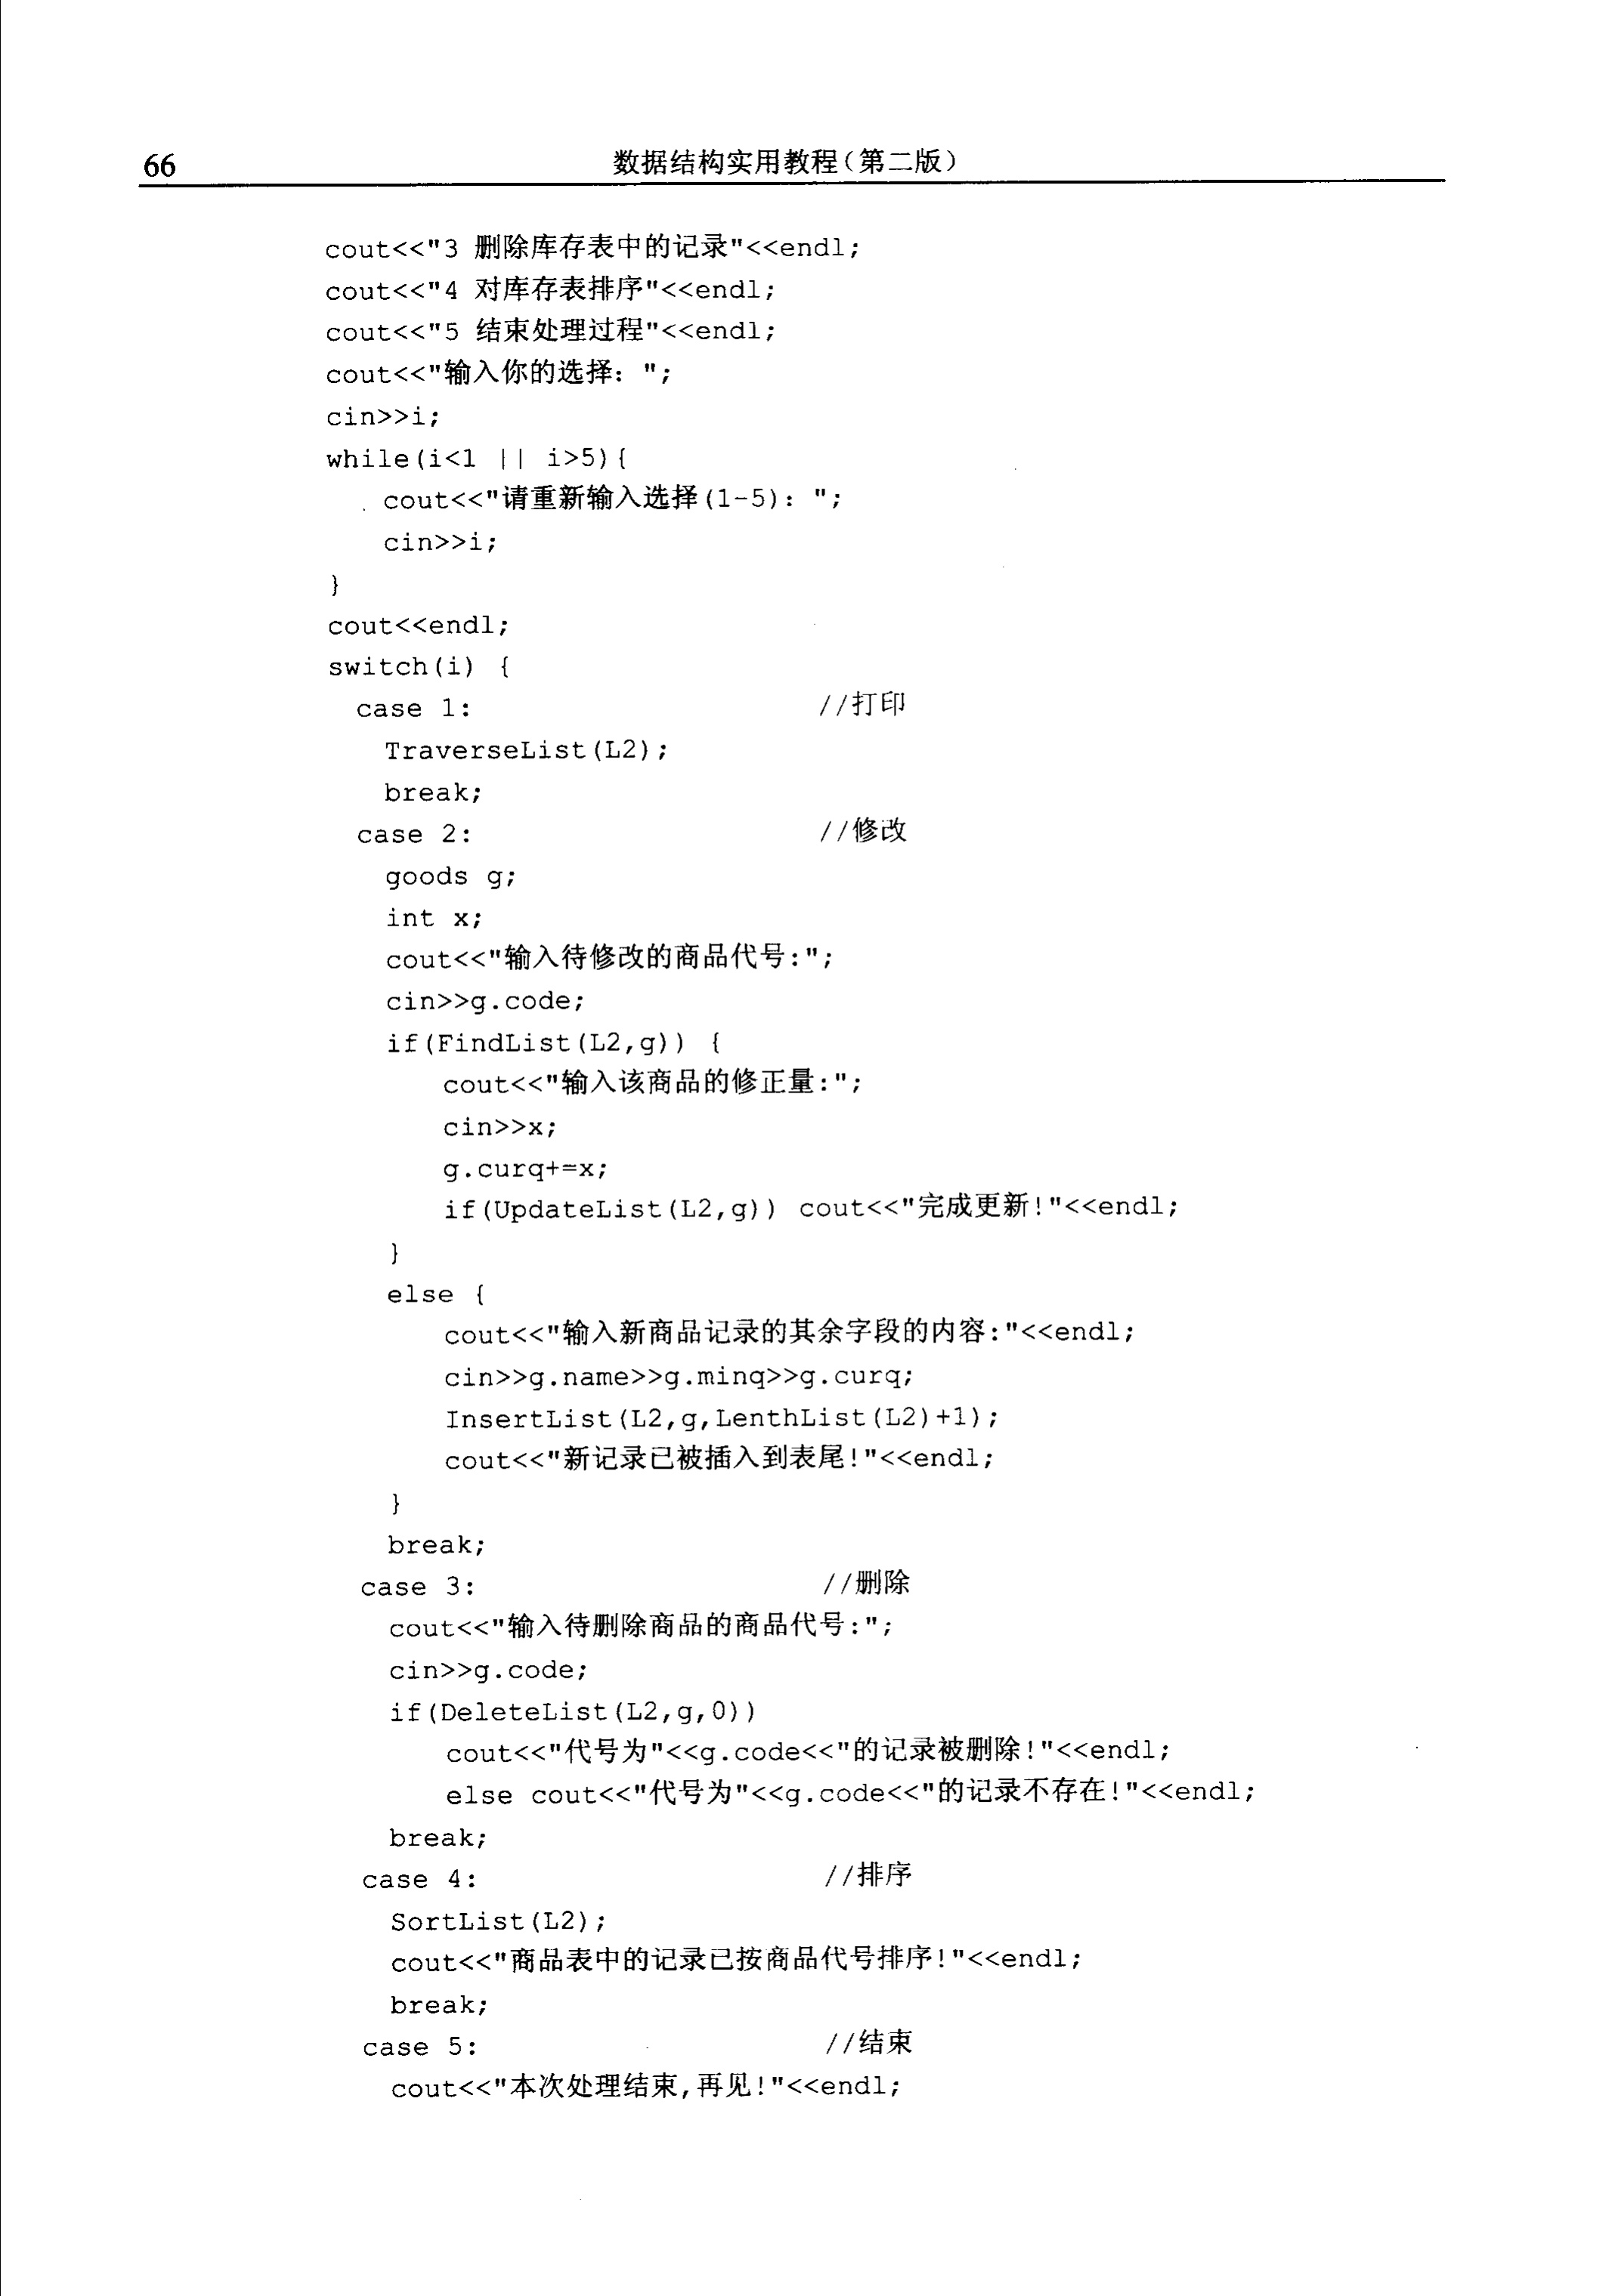 66
数据结构实用教程(第二版)
cout<<"3 删除库存表中的记录"<<endl;
cout<<"4 对库存表排序"<<endl;
cout<<"5 结束处理过程"<<endl;
cout<<"输入你的选择: ";
cin>>i;
while(i<1 || i>5){
cout<<"请重新输入选择(1-5): ";
cin>>i;
}
cout<<endl;
switch(i) {
case 1: //打印
TraverseList(L2);
break;
case 2: //修改
goods g;
int x;
cout<<"输入待修改的商品代号:";
cin>>g.code;
if(FindList(L2,g)) {
cout<<"输入该商品的修正量:";
cin>>x;
g.curq+=x;
if(UpdateList(L2,g)) cout<<"完成更新!"<<endl;
}
else {
cout<<"输入新商品记录的其余字段的内容:"<<endl;
cin>>g.name>>g.minq>>g.curq;
InsertList(L2,g,LenthList(L2)+1);
cout<<"新记录已被插入到表尾!"<<endl;
}
break;
case 3: //删除
cout<<"输入待删除商品的商品代号:";
cin>>g.code;
if(DeleteList(L2,g,0))
cout<<"代号为"<<g.code<<"的记录被删除!"<<endl;
else cout<<"代号为"<<g.code<<"的记录不存在!"<<endl;
break;
case 4: //排序
SortList(L2);
cout<<"商品表中的记录已按商品代号排序!"<<endl;
break;
case 5: //结束
cout<<"本次处理结束,再见!"<<endl;